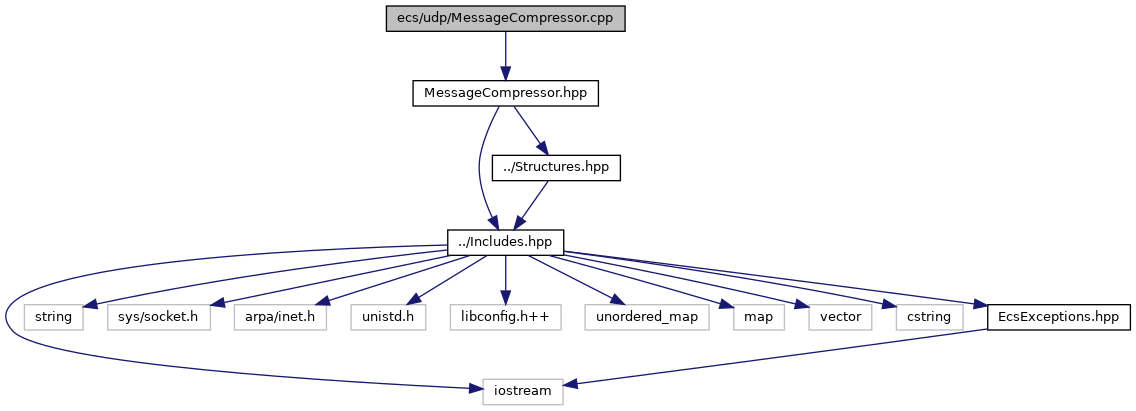 ecs/udp/MessageCompressor.cpp
MessageCompressor.hpp
../Structures.hpp
../Includes.hpp
string
sys/socket.h
arpa/inet.h
unistd.h
libconfig.h++
unordered_map
map
vector
cstring
EcsExceptions.hpp
iostream